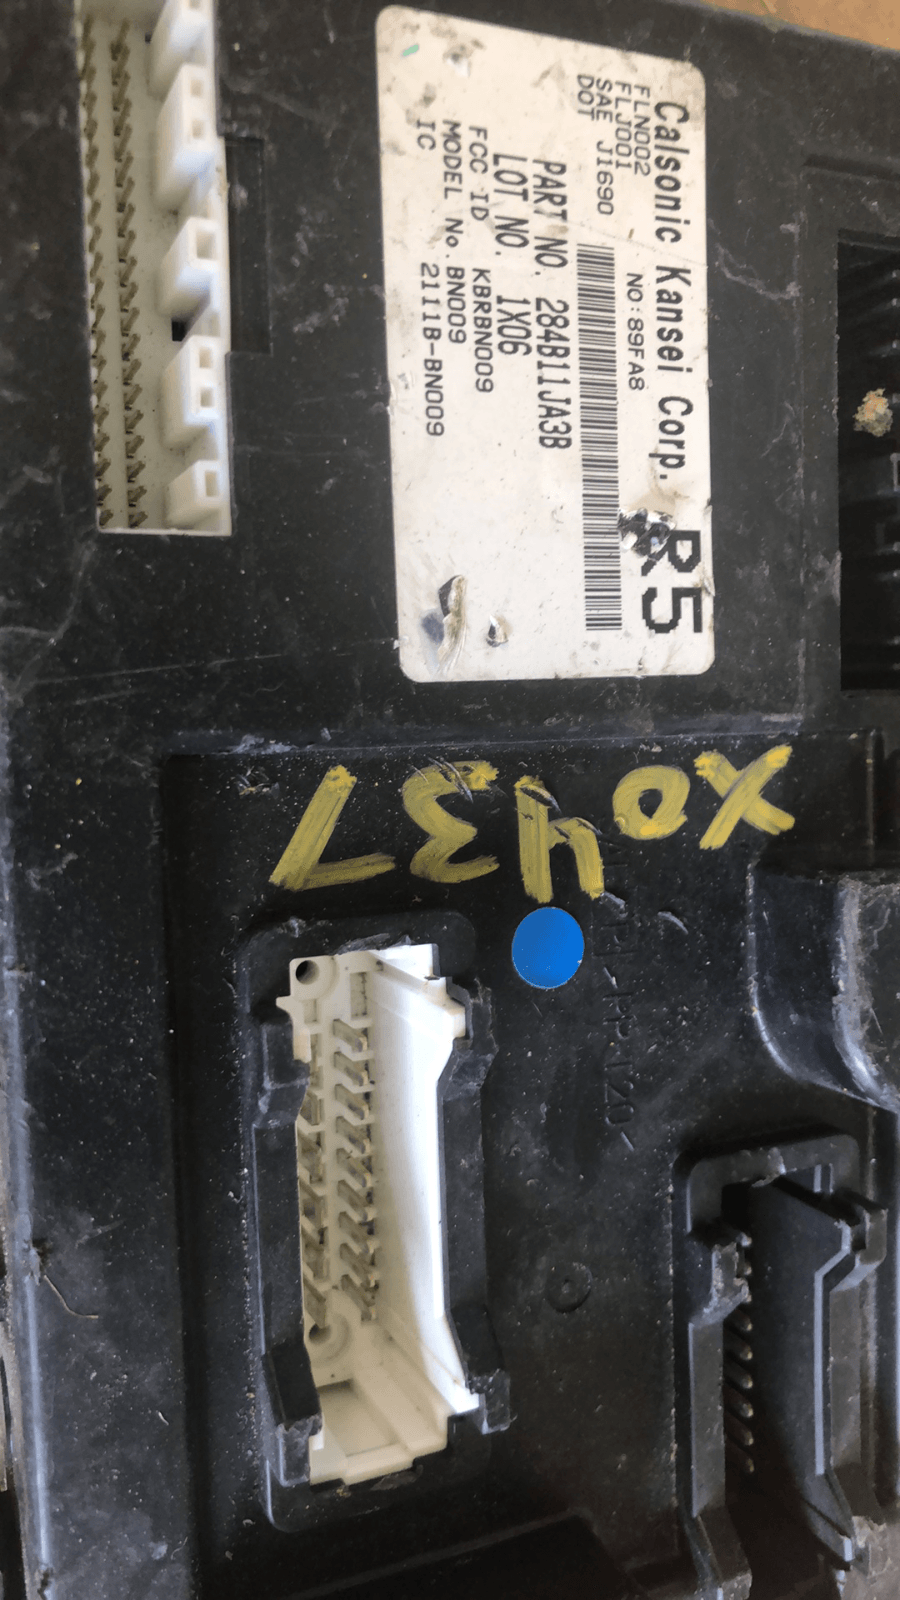 Calsonic Kansei Corp. R5
FLN002
FLJ001
SAE J1690
DOT
NO:89FA8
PART NO. 284B11JA3B
LOT NO. 1X06
FCC ID KBRBN009
MODEL No. BN009
IC 2111B-BN009
X0437